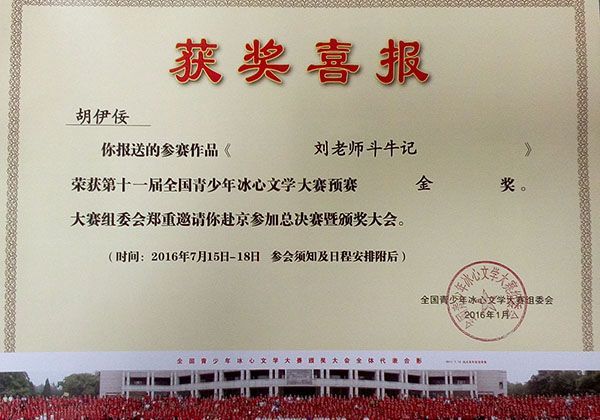 获奖喜报
胡伊佞
你报送的参赛作品《 刘老师斗牛记 》
荣获第十一届全国青少年冰心文学大赛预赛 金 奖。
大赛组委会郑重邀请你赴京参加总决赛暨颁奖大会。
（时间：2016年7月15日-18日 参会须知及日程安排附后）
全国青少年冰心文学大赛组委会
2016年1月
全国青少年冰心文学大赛颁奖大会全体代表合影